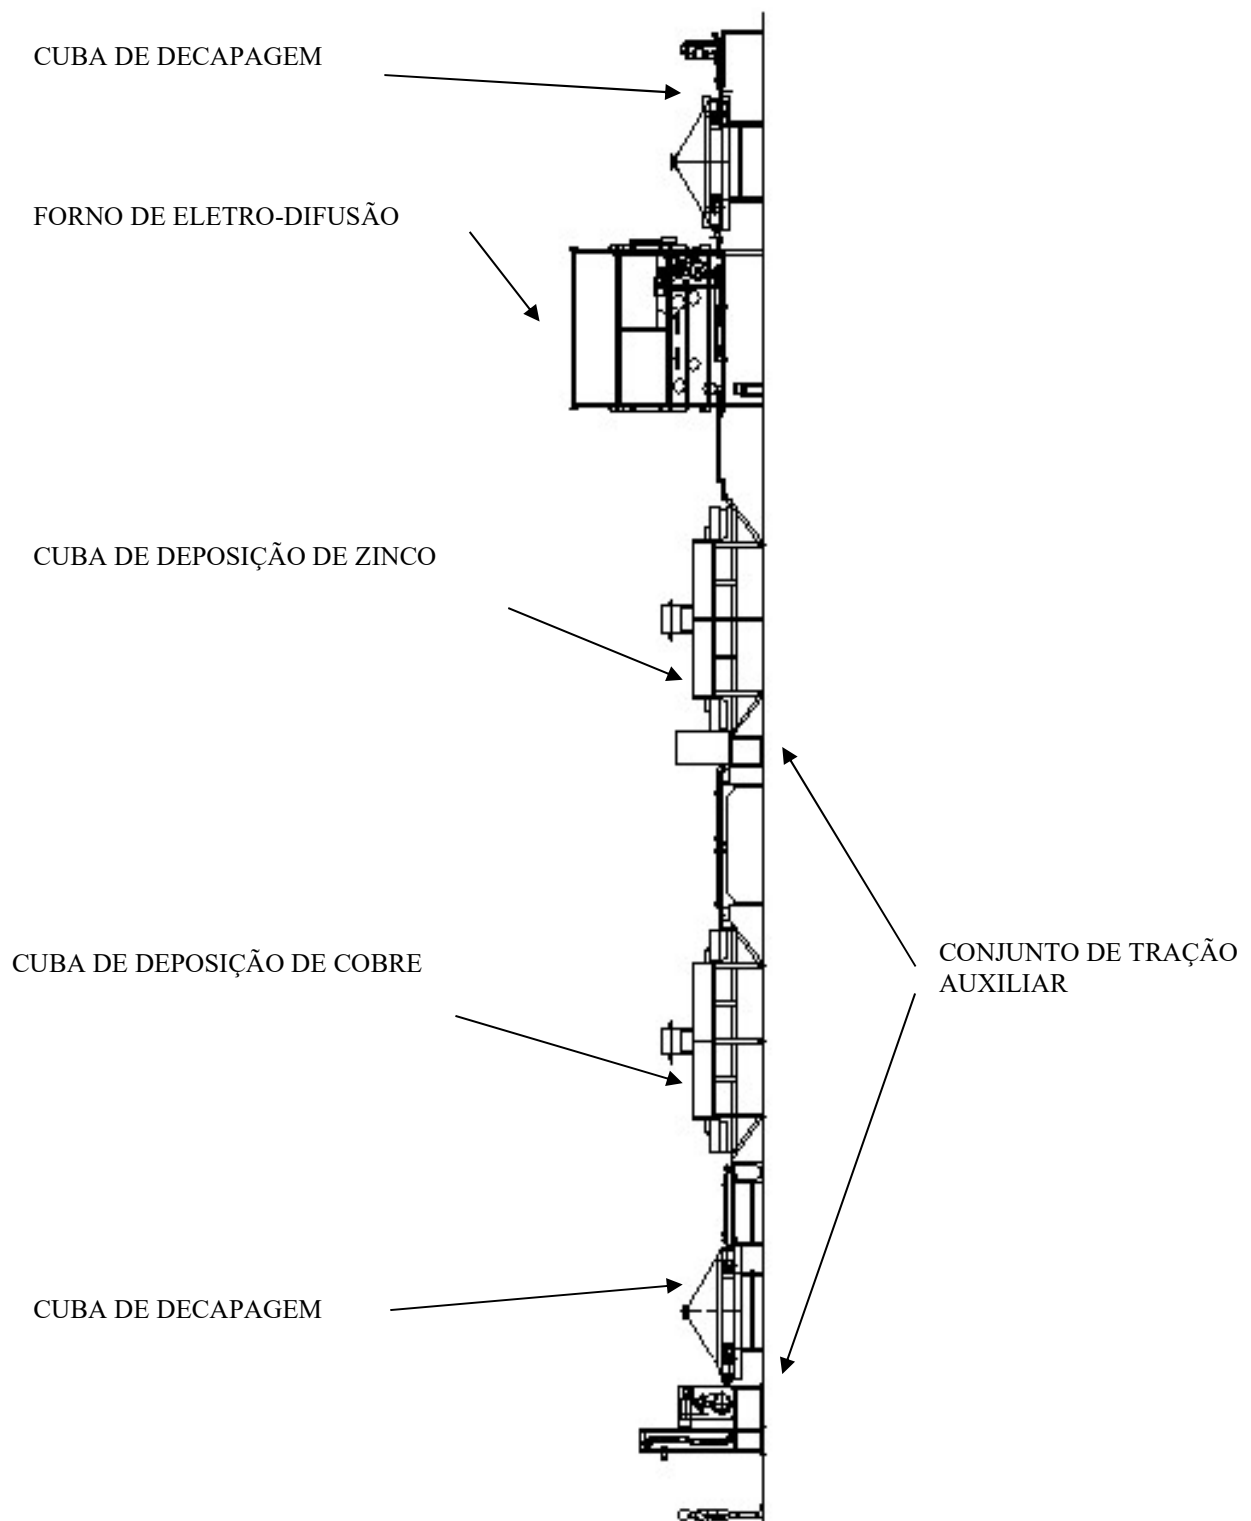 CUBA DE DECAPAGEM
FORNO DE ELETRO-DIFUSÃO
CUBA DE DEPOSIÇÃO DE ZINCO
CUBA DE DEPOSIÇÃO DE COBRE
CONJUNTO DE TRAÇÃO
AUXILIAR
CUBA DE DECAPAGEM